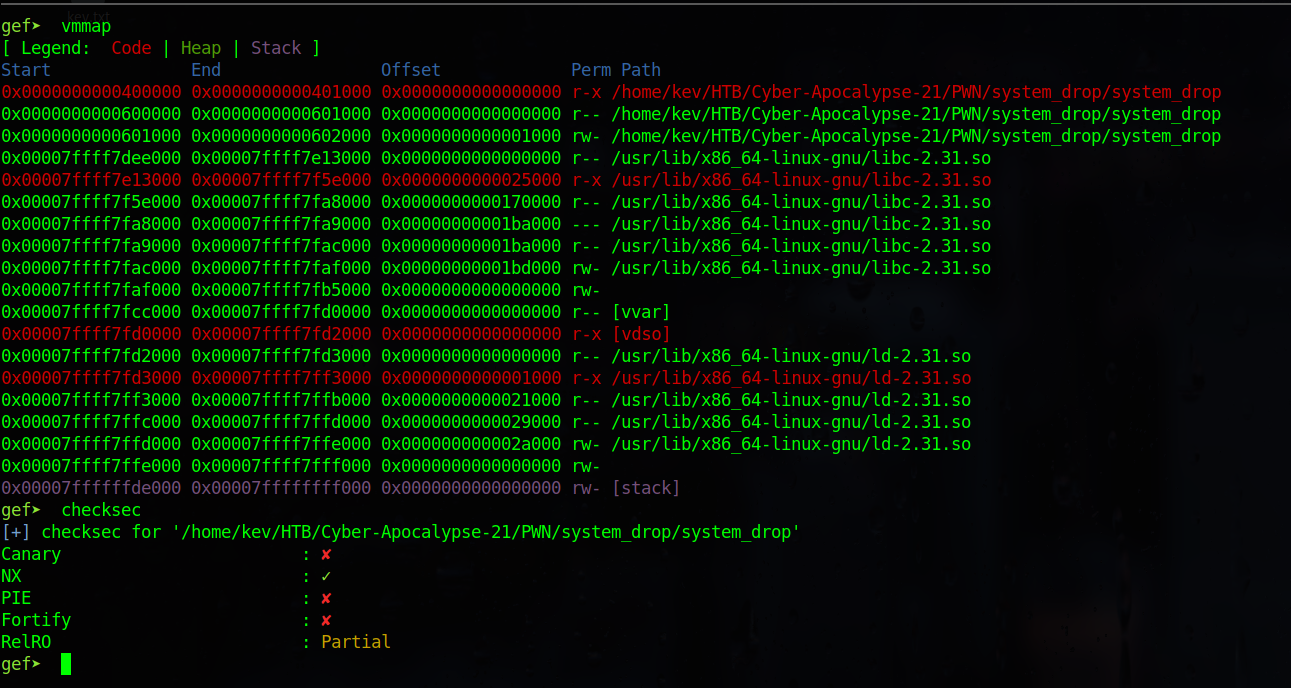 gef➤  vmmap
[ Legend:  Code | Heap | Stack ]
Start              End                Offset             Perm Path
0x0000000000400000 0x0000000000401000 0x0000000000000000 r-x /home/kev/HTB/Cyber-Apocalypse-21/PWN/system_drop/system_drop
0x0000000000600000 0x0000000000601000 0x0000000000000000 r-- /home/kev/HTB/Cyber-Apocalypse-21/PWN/system_drop/system_drop
0x0000000000601000 0x0000000000602000 0x0000000000001000 rw- /home/kev/HTB/Cyber-Apocalypse-21/PWN/system_drop/system_drop
0x00007ffff7dee000 0x00007ffff7e13000 0x0000000000000000 r-- /usr/lib/x86_64-linux-gnu/libc-2.31.so
0x00007ffff7e13000 0x00007ffff7f5e000 0x0000000000025000 r-x /usr/lib/x86_64-linux-gnu/libc-2.31.so
0x00007ffff7f5e000 0x00007ffff7fa8000 0x0000000000170000 r-- /usr/lib/x86_64-linux-gnu/libc-2.31.so
0x00007ffff7fa8000 0x00007ffff7fa9000 0x00000000001ba000 --- /usr/lib/x86_64-linux-gnu/libc-2.31.so
0x00007ffff7fa9000 0x00007ffff7fac000 0x00000000001ba000 r-- /usr/lib/x86_64-linux-gnu/libc-2.31.so
0x00007ffff7fac000 0x00007ffff7faf000 0x00000000001bd000 rw- /usr/lib/x86_64-linux-gnu/libc-2.31.so
0x00007ffff7faf000 0x00007ffff7fb5000 0x0000000000000000 rw-
0x00007ffff7fcc000 0x00007ffff7fd0000 0x0000000000000000 r-- [vvar]
0x00007ffff7fd0000 0x00007ffff7fd2000 0x0000000000000000 r-x [vdso]
0x00007ffff7fd2000 0x00007ffff7fd3000 0x0000000000000000 r-- /usr/lib/x86_64-linux-gnu/ld-2.31.so
0x00007ffff7fd3000 0x00007ffff7ff3000 0x0000000000001000 r-x /usr/lib/x86_64-linux-gnu/ld-2.31.so
0x00007ffff7ff3000 0x00007ffff7ffb000 0x0000000000021000 r-- /usr/lib/x86_64-linux-gnu/ld-2.31.so
0x00007ffff7ffc000 0x00007ffff7ffd000 0x0000000000029000 r-- /usr/lib/x86_64-linux-gnu/ld-2.31.so
0x00007ffff7ffd000 0x00007ffff7ffe000 0x000000000002a000 rw- /usr/lib/x86_64-linux-gnu/ld-2.31.so
0x00007ffff7ffe000 0x00007ffff7fff000 0x0000000000000000 rw-
0x00007ffffffde000 0x00007ffffffff000 0x0000000000000000 rw- [stack]
gef➤  checksec
[+] checksec for '/home/kev/HTB/Cyber-Apocalypse-21/PWN/system_drop/system_drop'
Canary                        : ✘
NX                            : ✓
PIE                           : ✘
Fortify                       : ✘
RelRO                         : Partial
gef➤